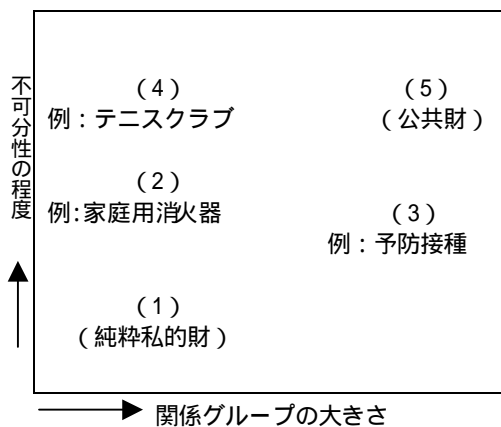 不可分性の程度
(4)
例:テニスクラブ
(5)
(公共財)
(2)
例:家庭用消火器
(3)
例:予防接種
(1)
(純粋私的財)
関係グループの大きさ